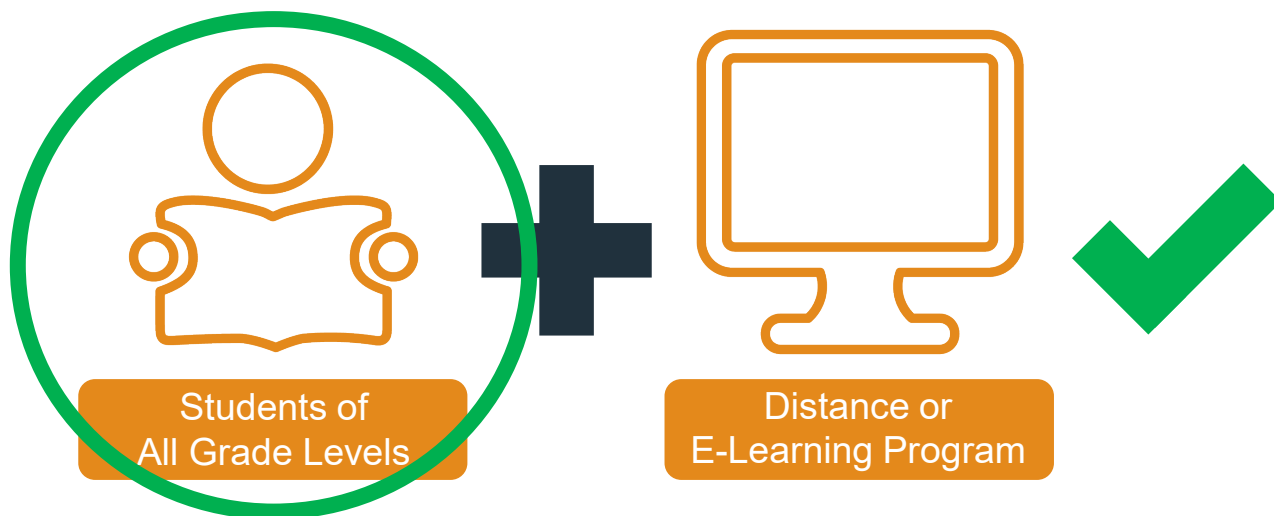 Students of
All Grade Levels
Distance or
E-Learning Program